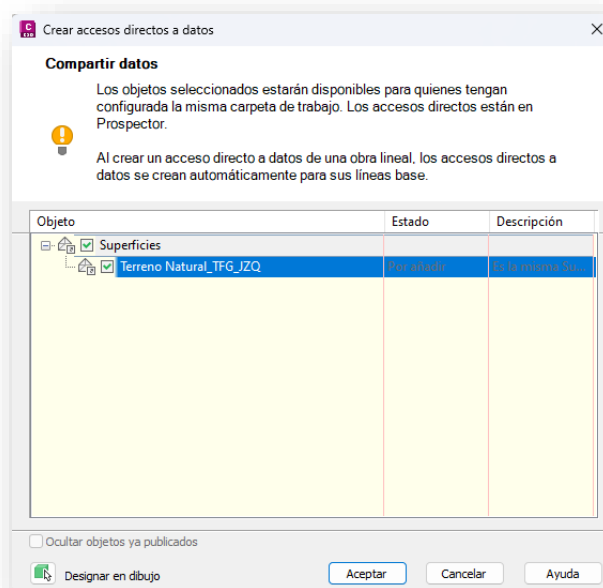 Crear accesos directos a datos
Compartir datos
Los objetos seleccionados estarán disponibles para quienes tengan
configurada la misma carpeta de trabajo. Los accesos directos están en
Prospector.
Al crear un acceso directo a datos de una obra lineal, los accesos directos a
datos se crean automáticamente para sus líneas base.
Objeto Estado Descripción
Superficies
Terreno Natural_TFG_JZQ Por añadir Es la misma Su...
Ocultar objetos ya publicados
Designar en dibujo Aceptar Cancelar Ayuda